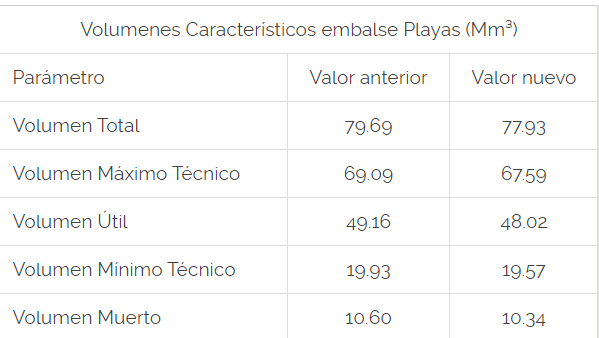 Volumenes Característicos embalse Playas (Mm³)
Parámetro Valor anterior Valor nuevo
Volumen Total 79.69 77.93
Volumen Máximo Técnico 69.09 67.59
Volumen Útil 49.16 48.02
Volumen Mínimo Técnico 19.93 19.57
Volumen Muerto 10.60 10.34